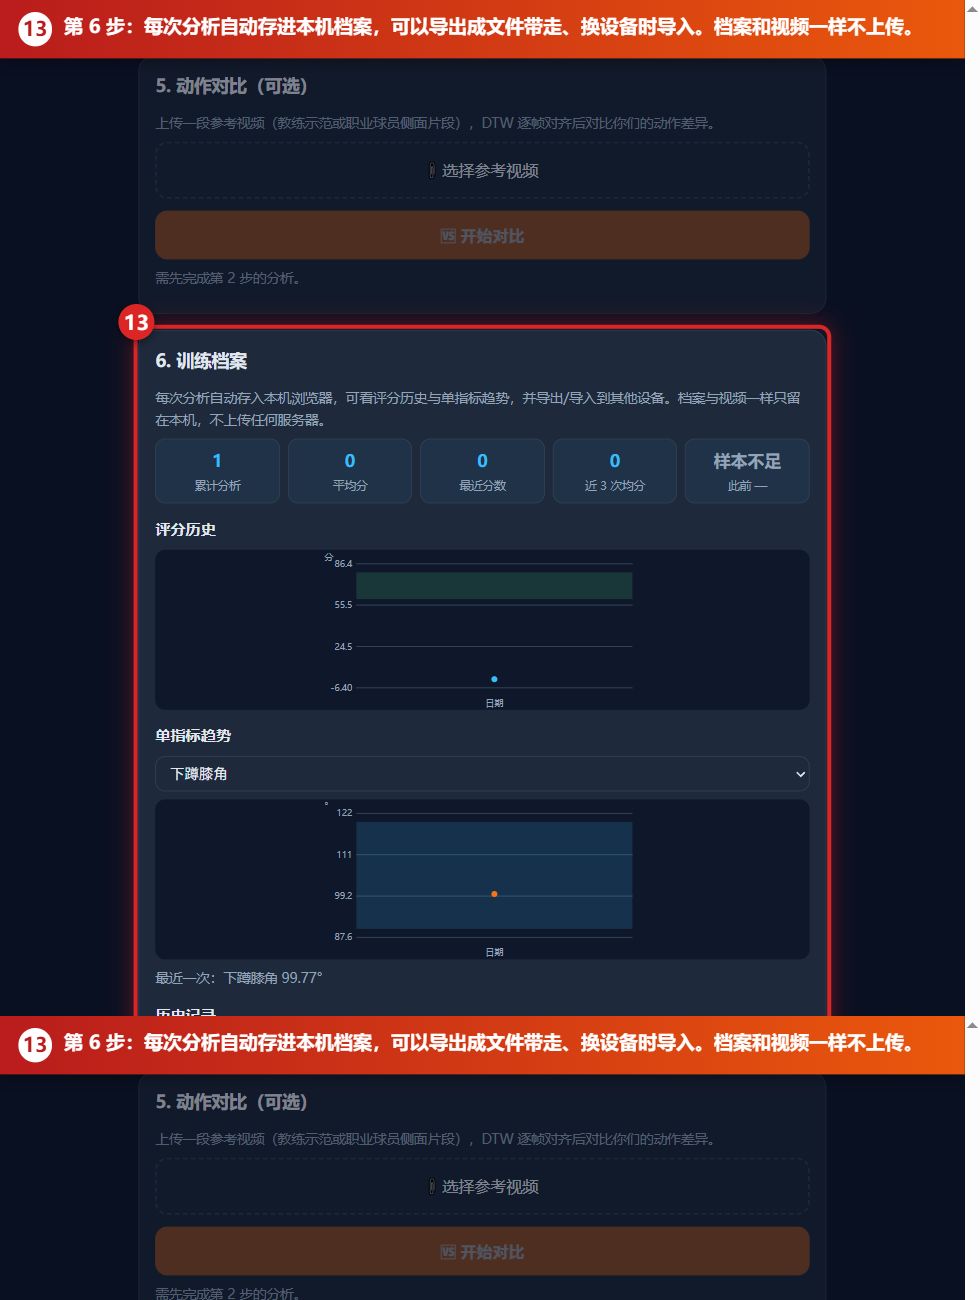 13 第 6 步：每次分析自动存进本机档案，可以导出成文件带走、换设备时导入。档案和视频一样不上传。
5. 动作对比（可选）
上传一段参考视频（教练示范或职业球员侧面片段），DTW 逐帧对齐后对比你们的动作差异。
选择参考视频
VS 开始对比
需先完成第 2 步的分析。
13
6. 训练档案
每次分析自动存入本机浏览器，可看评分历史与单指标趋势，并导出/导入到其他设备。档案与视频一样只留
在本机，不上传任何服务器。
1
累计分析
0
平均分
0
最近分数
0
近 3 次均分
样本不足
此前 —
评分历史
分
86.4
55.5
24.5
-6.40
日期
单指标趋势
下蹲膝角
°
122
111
99.2
87.6
日期
最近一次：下蹲膝角 99.77°
历史记录
13 第 6 步：每次分析自动存进本机档案，可以导出成文件带走、换设备时导入。档案和视频一样不上传。
5. 动作对比（可选）
上传一段参考视频（教练示范或职业球员侧面片段），DTW 逐帧对齐后对比你们的动作差异。
选择参考视频
VS 开始对比
需先完成第 2 步的分析。